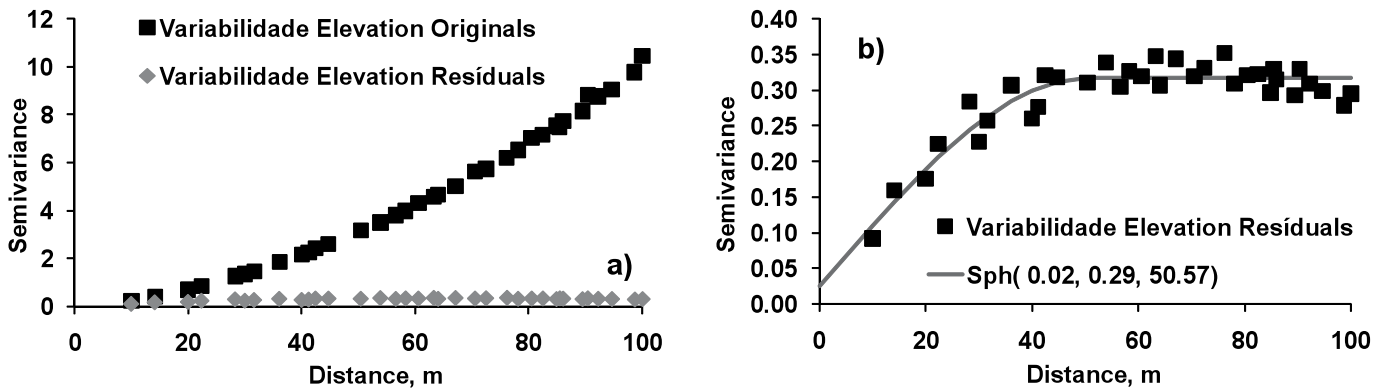 12
10
8
6
4
2
0
Semivariance
Variabilidade Elevation Originals
Variabilidade Elevation Resíduals
a)
0 20 40 60 80 100
Distance, m
0.40
0.35
0.30
0.25
0.20
0.15
0.10
0.05
0.00
Semivariance
b)
Variabilidade Elevation Resíduals
Sph( 0.02, 0.29, 50.57)
0 20 40 60 80 100
Distance, m